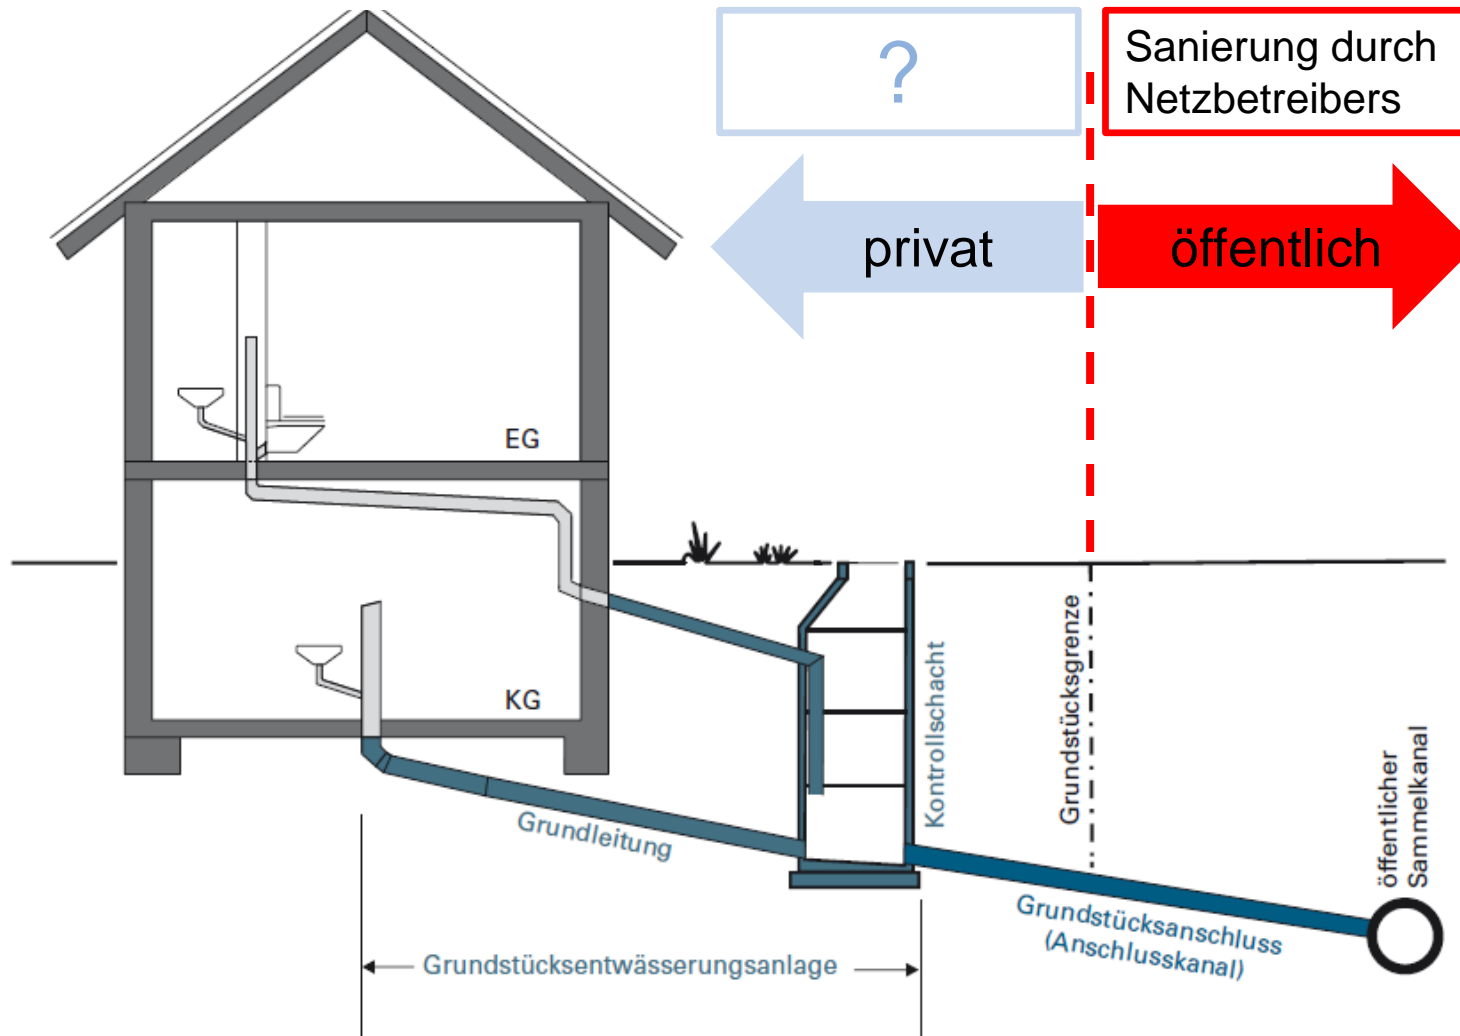 ?
Sanierung durch
Netzbetreibers
privat
öffentlich
EG
KG
Kontrollschacht
Grundstücksgrenze
öffentlicher
Sammelkanal
Grundleitung
Grundstücksanschluss
(Anschlusskanal)
Grundstücksentwässerungsanlage